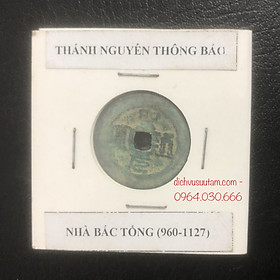 THÁNH NGUYÊN THÔNG BẢO
dichvusuutam.com -
0964.030.666
NHÀ BẮC TỐNG (960-1127)